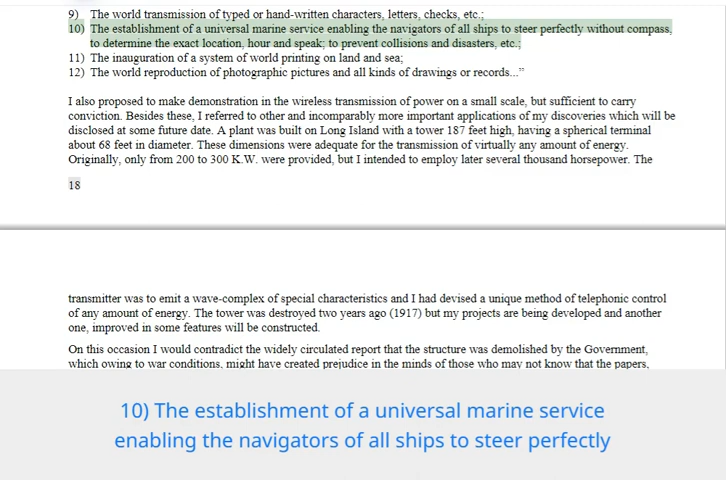 9) The world transmission of typed or hand-written characters, letters, checks, etc.;
10) The establishment of a universal marine service enabling the navigators of all ships to steer perfectly without compass,
to determine the exact location, hour and speak; to prevent collisions and disasters, etc.;
11) The inauguration of a system of world printing on land and sea;
12) The world reproduction of photographic pictures and all kinds of drawings or records..."
I also proposed to make demonstration in the wireless transmission of power on a small scale, but sufficient to carry
conviction. Besides these, I referred to other and incomparably more important applications of my discoveries which will be
disclosed at some future date. A plant was built on Long Island with a tower 187 feet high, having a spherical terminal
about 68 feet in diameter. These dimensions were adequate for the transmission of virtually any amount of energy.
Originally, only from 200 to 300 K.W. were provided, but I intended to employ later several thousand horsepower. The
18
transmitter was to emit a wave-complex of special characteristics and I had devised a unique method of telephonic control
of any amount of energy. The tower was destroyed two years ago (1917) but my projects are being developed and another
one, improved in some features will be constructed.
On this occasion I would contradict the widely circulated report that the structure was demolished by the Government,
which owing to war conditions, might have created prejudice in the minds of those who may not know that the papers,
10) The establishment of a universal marine service
enabling the navigators of all ships to steer perfectly